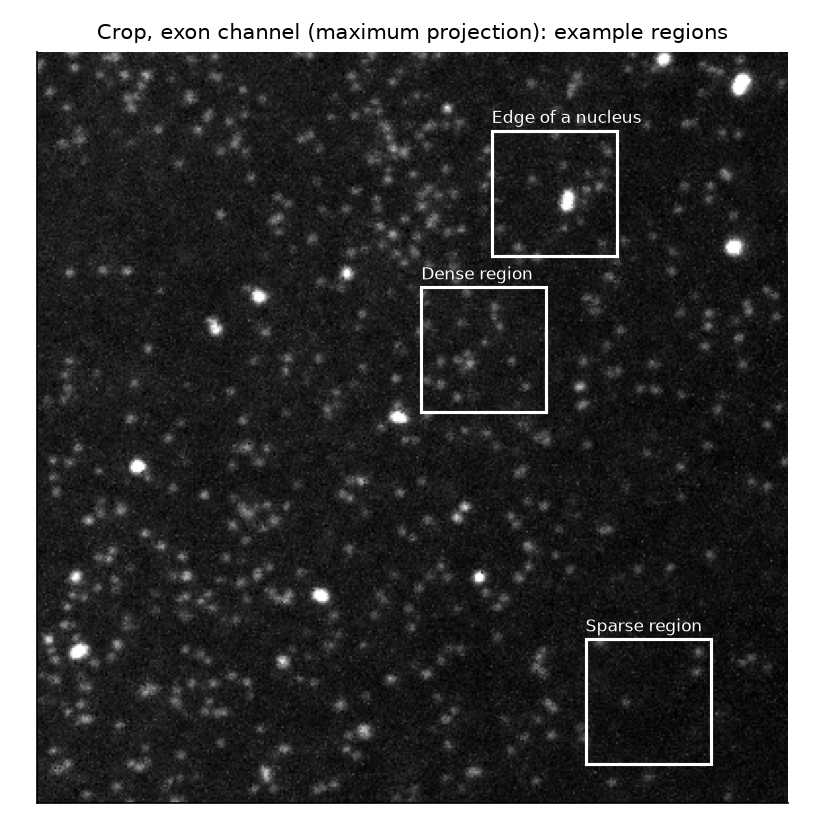 Crop, exon channel (maximum projection): example regions
Edge of a nucleus
Dense region
Sparse region